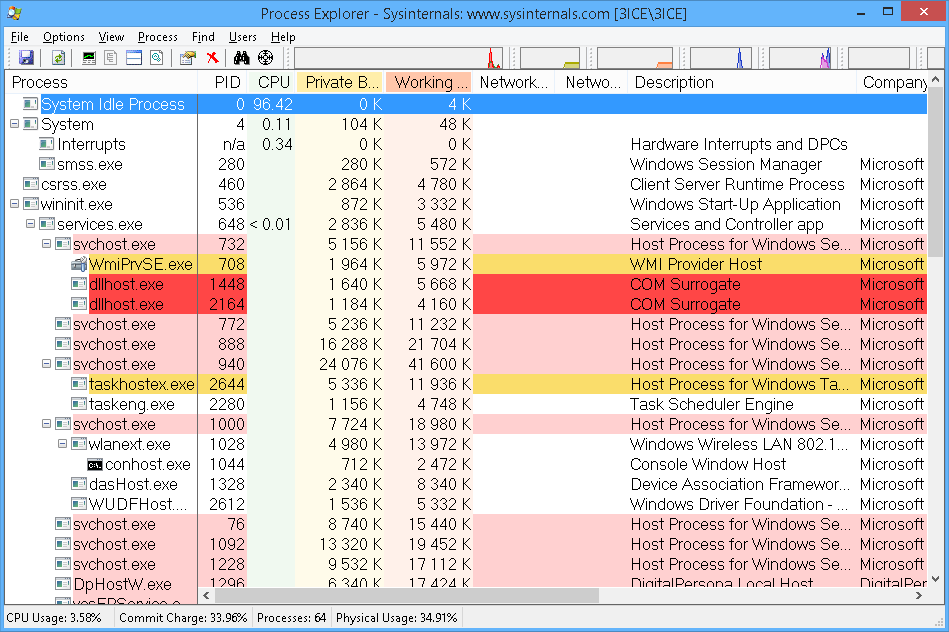 Process Explorer - Sysinternals: www.sysinternals.com [3ICE\3ICE]
File Options View Process Find Users Help
Process PID CPU Private B... Working ... Network... Netwo... Description Company
System Idle Process 0 96.42 0 K 4 K
System 4 0.11 104 K 48 K
Interrupts n/a 0.34 0 K 0 K Hardware Interrupts and DPCs
smss.exe 280 280 K 572 K Windows Session Manager Microsoft
csrss.exe 460 2 864 K 4 780 K Client Server Runtime Process Microsoft
wininit.exe 536 872 K 3 332 K Windows Start-Up Application Microsoft
services.exe 648 < 0.01 2 836 K 5 480 K Services and Controller app Microsoft
svchost.exe 732 5 156 K 11 552 K Host Process for Windows Se... Microsoft
WmiPrvSE.exe 708 1 964 K 5 972 K WMI Provider Host Microsoft
dllhost.exe 1448 1 640 K 5 668 K COM Surrogate Microsoft
dllhost.exe 2164 1 184 K 4 160 K COM Surrogate Microsoft
svchost.exe 772 5 236 K 11 232 K Host Process for Windows Se... Microsoft
svchost.exe 888 16 288 K 21 704 K Host Process for Windows Se... Microsoft
svchost.exe 940 24 076 K 41 600 K Host Process for Windows Se... Microsoft
taskhostex.exe 2644 5 336 K 11 936 K Host Process for Windows Ta... Microsoft
taskeng.exe 2280 1 156 K 4 748 K Task Scheduler Engine Microsoft
svchost.exe 1000 7 724 K 18 980 K Host Process for Windows Se... Microsoft
wlanext.exe 1028 4 980 K 13 972 K Windows Wireless LAN 802.1... Microsoft
conhost.exe 1044 712 K 2 472 K Console Window Host Microsoft
dasHost.exe 1328 2 340 K 8 340 K Device Association Framewor... Microsoft
WUDFHost.... 2612 1 536 K 5 332 K Windows Driver Foundation - ... Microsoft
svchost.exe 76 8 740 K 15 440 K Host Process for Windows Se... Microsoft
svchost.exe 1092 13 320 K 19 452 K Host Process for Windows Se... Microsoft
svchost.exe 1228 9 532 K 17 112 K Host Process for Windows Se... Microsoft
DpHostW.exe 1296 6 340 K 17 424 K DigitalPersona Local Host DigitalPer
CPU Usage: 3.58% Commit Charge: 33.96% Processes: 64 Physical Usage: 34.91%